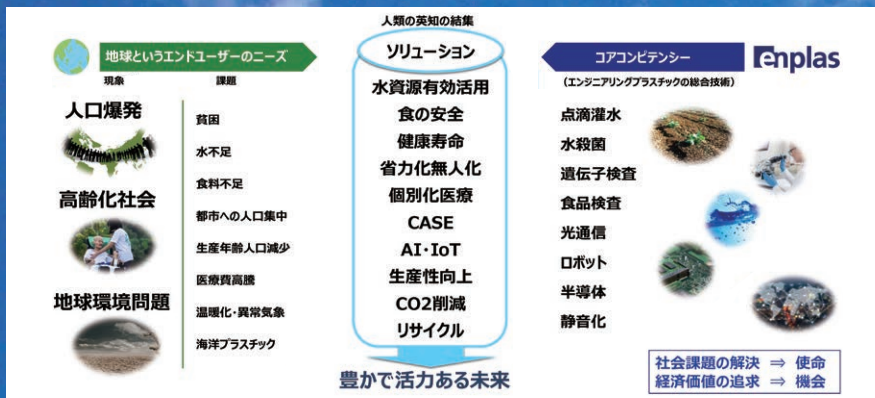 人類の英知の結集
地球というエンドユーザーのニーズ
ソリューション
コアコンピテンシー
Enplas
現象
課題
(エンジニアリングプラスチックの総合技術)
人口爆発
高齢化社会
地球環境問題
貧困
水不足
食料不足
都市への人口集中
生産年齢人口減少
医療費高騰
温暖化・異常気象
海洋プラスチック
水資源有効活用
食の安全
健康寿命
省力化無人化
個別化医療
CASE
AI・IoT
生産性向上
CO2削減
リサイクル
豊かで活力ある未来
点滴灌水
水殺菌
遺伝子検査
食品検査
光通信
ロボット
半導体
静音化
社会課題の解決 ⇒ 使命
経済価値の追求 ⇒ 機会